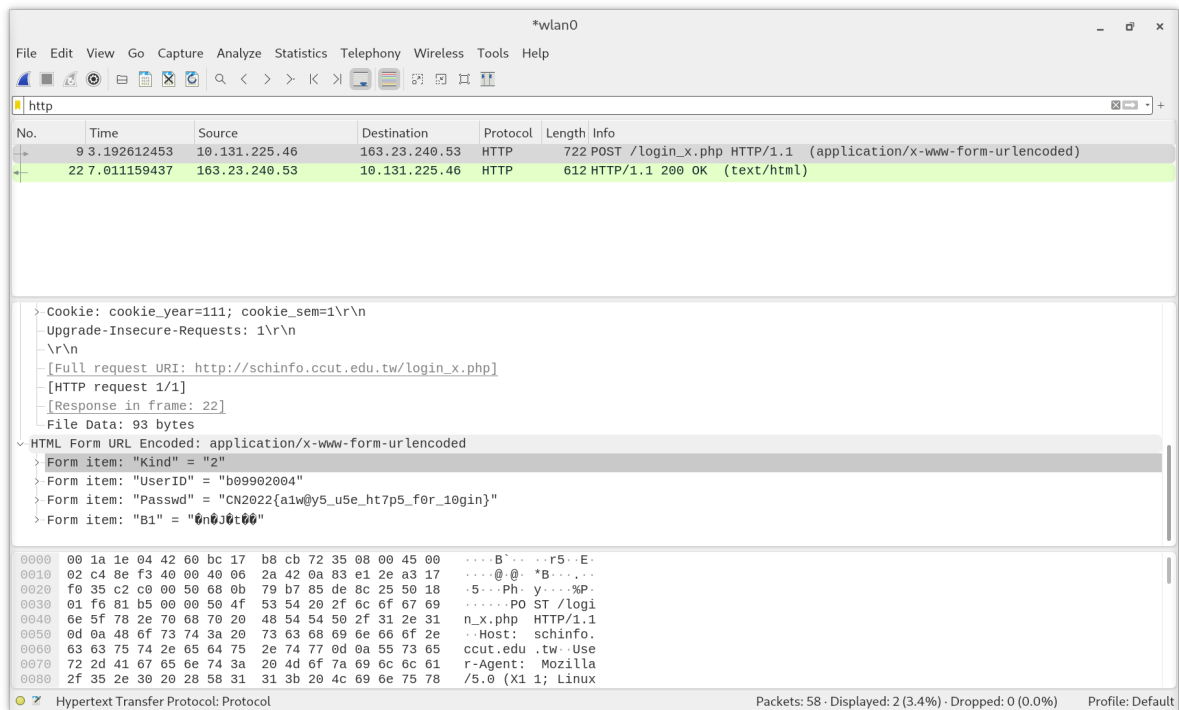 *wlan0
File Edit View Go Capture Analyze Statistics Telephony Wireless Tools Help
http
No. Time Source Destination Protocol Length Info
9 3.192612453 10.131.225.46 163.23.240.53 HTTP 722 POST /login_x.php HTTP/1.1 (application/x-www-form-urlencoded)
22 7.011159437 163.23.240.53 10.131.225.46 HTTP 612 HTTP/1.1 200 OK (text/html)
Cookie: cookie_year=111; cookie_sem=1\r\n
Upgrade-Insecure-Requests: 1\r\n
\r\n
[Full request URI: http://schinfo.ccut.edu.tw/login_x.php]
[HTTP request 1/1]
[Response in frame: 22]
File Data: 93 bytes
HTML Form URL Encoded: application/x-www-form-urlencoded
Form item: "Kind" = "2"
Form item: "UserID" = "b09902004"
Form item: "Passwd" = "CN2022{a1w@y5_u5e_ht7p5_f0r_10gin}"
Form item: "B1" = "�n�J�t��"
0000 00 1a 1e 04 42 60 bc 17 b8 cb 72 35 08 00 45 00 ····B`·· ··r5··E·
0010 02 c4 8e f3 40 00 40 06 2a 42 0a 83 e1 2e a3 17 ····@·@· *B···.··
0020 f0 35 c2 c0 00 50 68 0b 79 b7 85 de 8c 25 50 18 ·5···Ph· y····%P·
0030 01 f6 81 b5 00 00 50 4f 53 54 20 2f 6c 6f 67 69 ······PO ST /logi
0040 6e 5f 78 2e 70 68 70 20 48 54 54 50 2f 31 2e 31 n_x.php HTTP/1.1
0050 0d 0a 48 6f 73 74 3a 20 73 63 68 69 6e 66 6f 2e ··Host: schinfo.
0060 63 63 75 74 2e 65 64 75 2e 74 77 0d 0a 55 73 65 ccut.edu .tw··Use
0070 72 2d 41 67 65 6e 74 3a 20 4d 6f 7a 69 6c 6c 61 r-Agent: Mozilla
0080 2f 35 2e 30 20 28 58 31 31 3b 20 4c 69 6e 75 78 /5.0 (X1 1; Linux
Hypertext Transfer Protocol: Protocol Packets: 58 · Displayed: 2 (3.4%) · Dropped: 0 (0.0%) Profile: Default